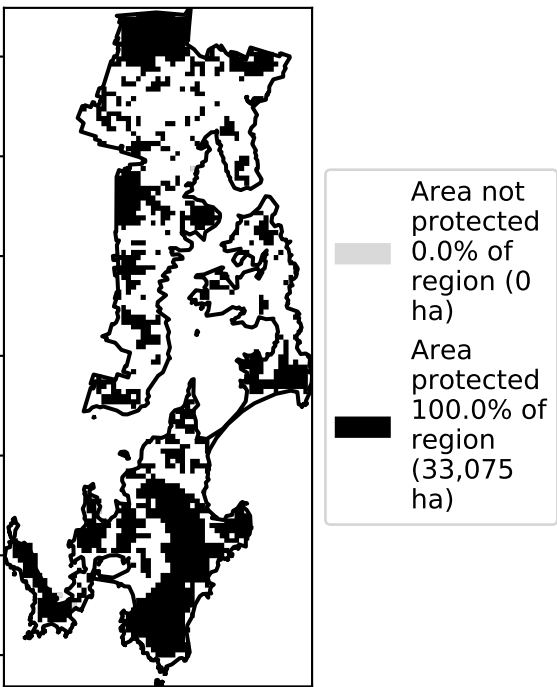 Area not
protected
0.0% of
region (0
ha)
Area
protected
100.0% of
region
(33,075
ha)